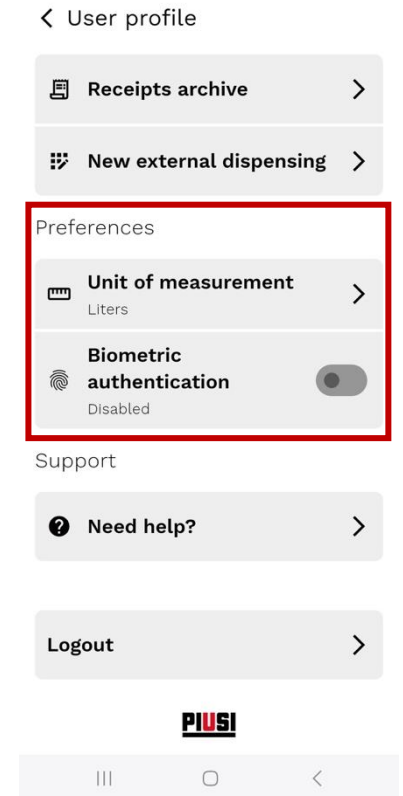 User profile
Receipts archive
New external dispensing
Preferences
Unit of measurement
Liters
Biometric
authentication
Disabled
Support
Need help?
Logout
PIUSI